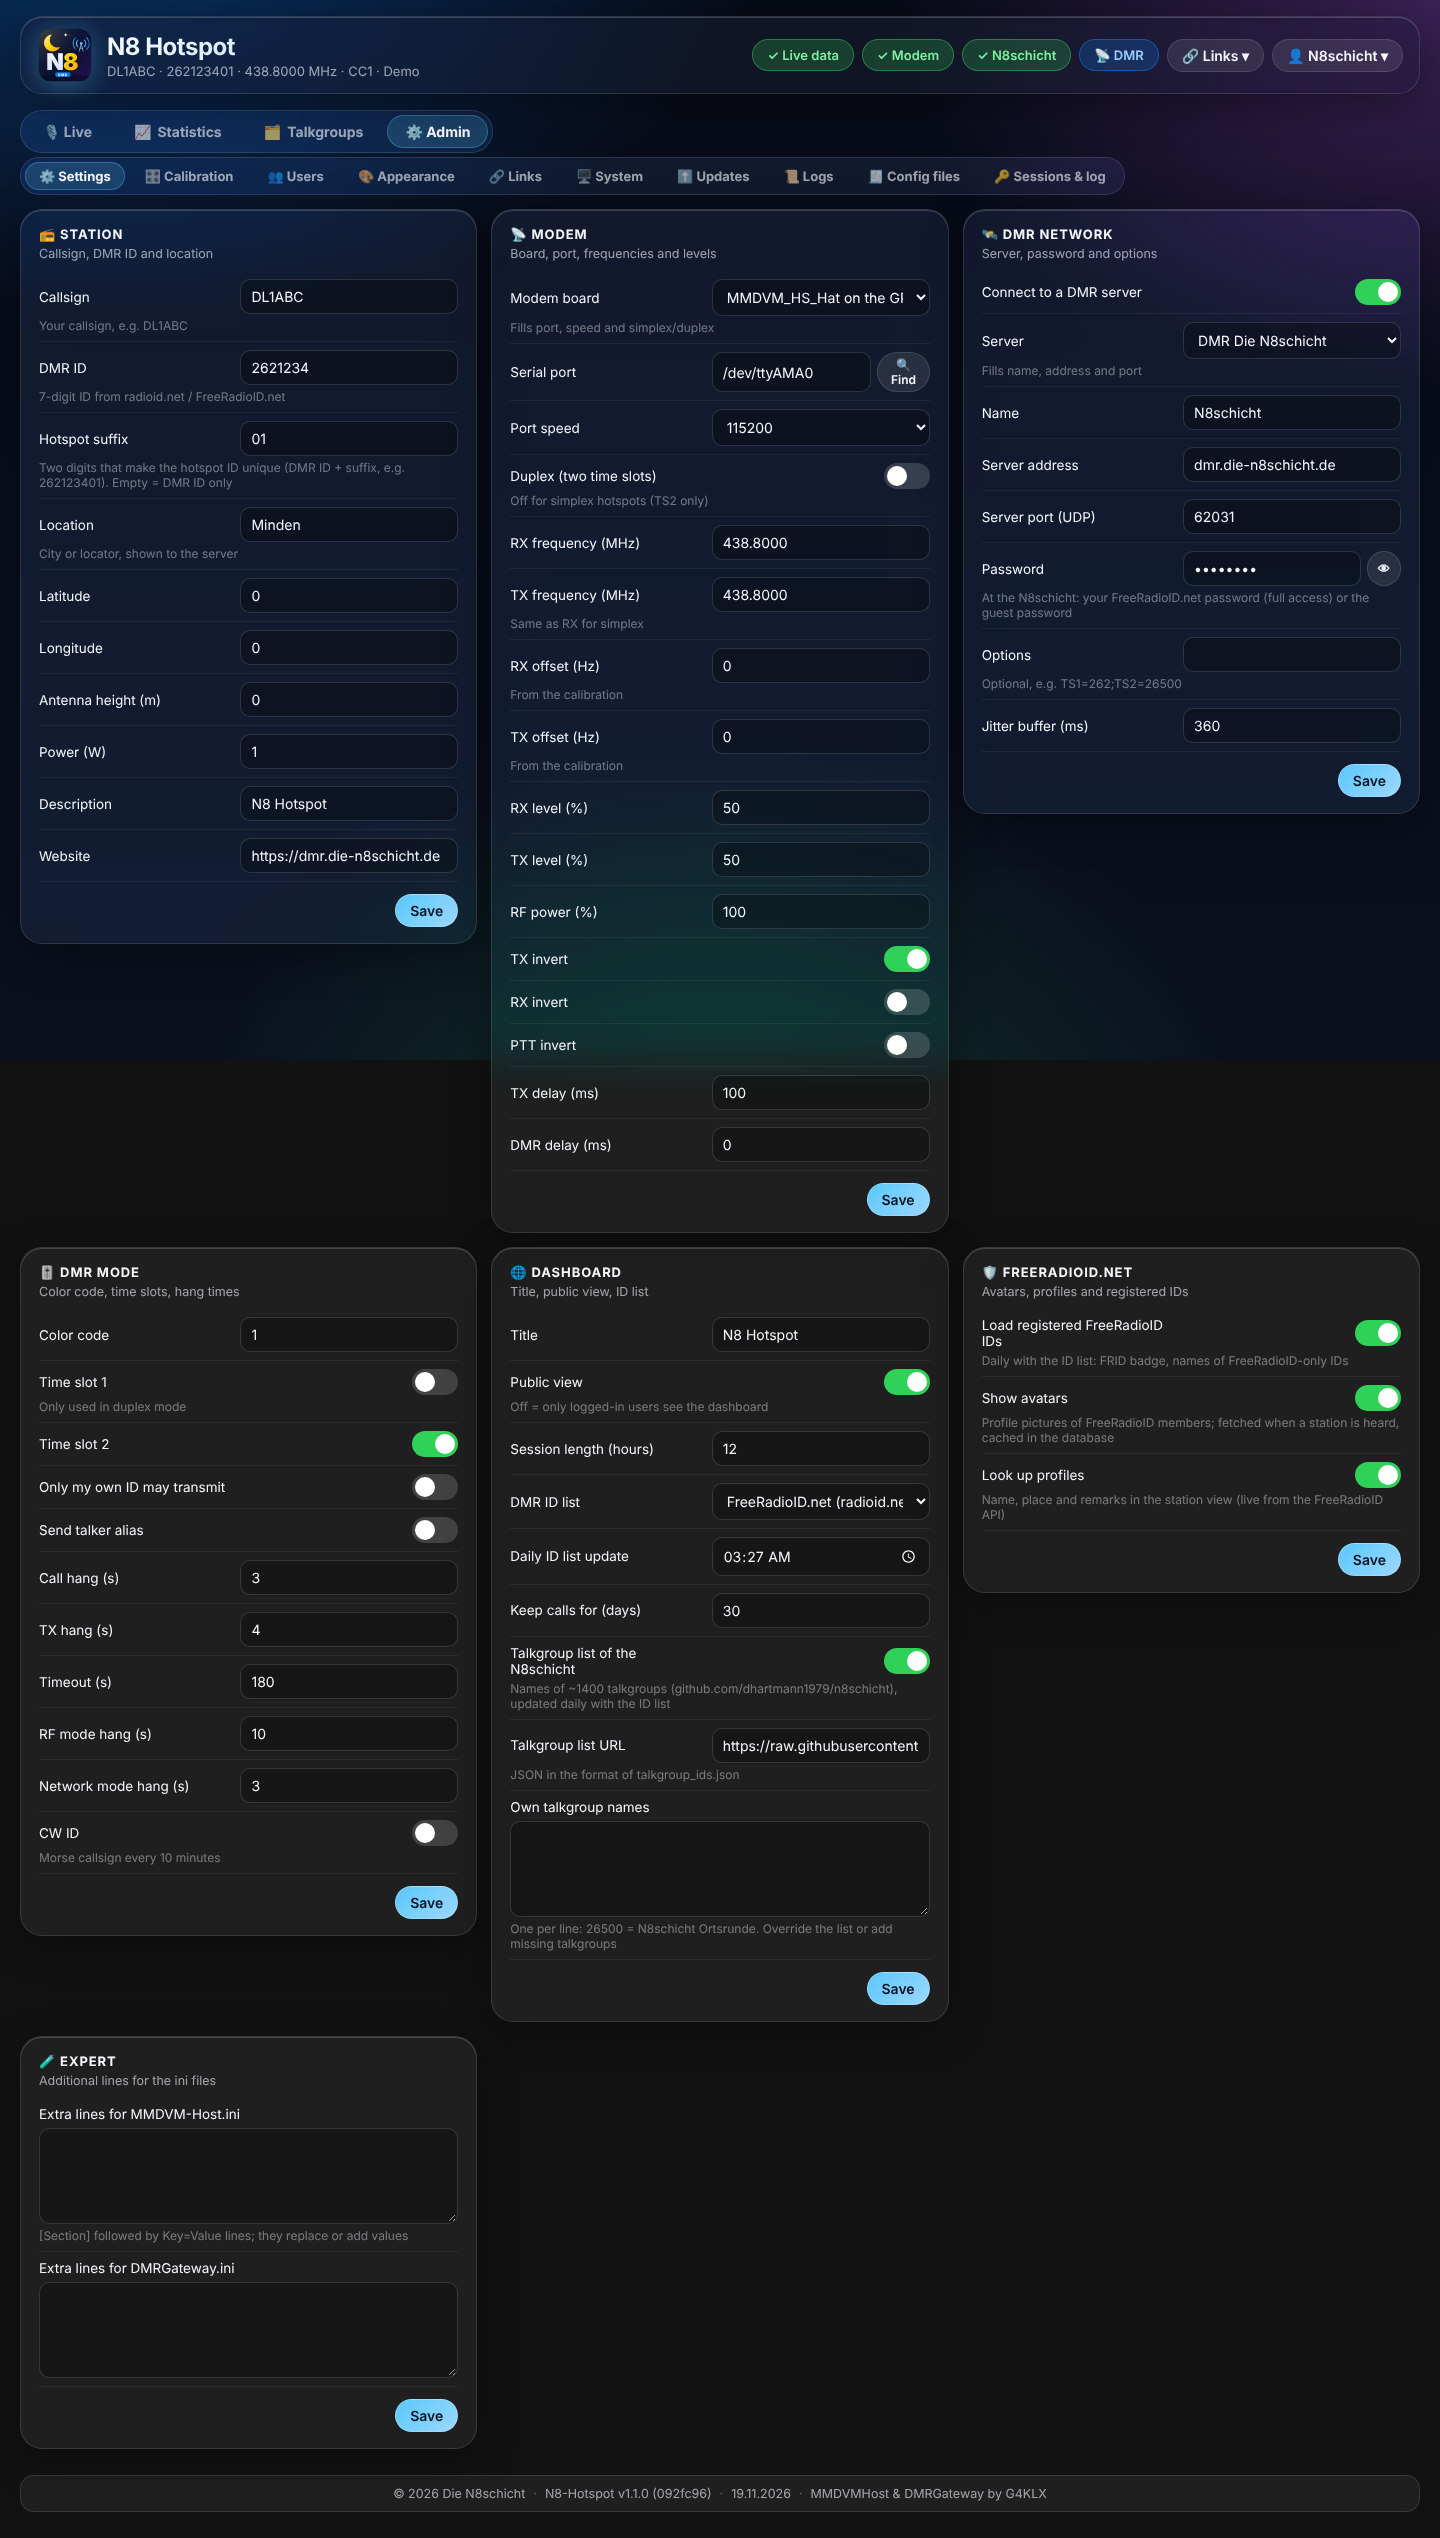 N8
N8 Hotspot
DL1ABC · 262123401 · 438.8000 MHz · CC1 · Demo
✓ Live data
✓ Modem
✓ N8schicht
DMR
Links ▾
N8schicht ▾
Live
Statistics
Talkgroups
Admin
Settings
Calibration
Users
Appearance
Links
System
Updates
Logs
Config files
Sessions & log
STATION
Callsign, DMR ID and location
Callsign
DL1ABC
Your callsign, e.g. DL1ABC
DMR ID
2621234
7-digit ID from radioid.net / FreeRadioID.net
Hotspot suffix
01
Two digits that make the hotspot ID unique (DMR ID + suffix, e.g.
262123401). Empty = DMR ID only
Location
Minden
City or locator, shown to the server
Latitude
0
Longitude
0
Antenna height (m)
0
Power (W)
1
Description
N8 Hotspot
Website
https://dmr.die-n8schicht.de
Save
MODEM
Board, port, frequencies and levels
Modem board
MMDVM_HS_Hat on the GF
Fills port, speed and simplex/duplex
Serial port
/dev/ttyAMA0
Find
Port speed
115200
Duplex (two time slots)
Off for simplex hotspots (TS2 only)
RX frequency (MHz)
438.8000
TX frequency (MHz)
438.8000
Same as RX for simplex
RX offset (Hz)
0
From the calibration
TX offset (Hz)
0
From the calibration
RX level (%)
50
TX level (%)
50
RF power (%)
100
TX invert
RX invert
PTT invert
TX delay (ms)
100
DMR delay (ms)
0
Save
DMR NETWORK
Server, password and options
Connect to a DMR server
Server
DMR Die N8schicht
Fills name, address and port
Name
N8schicht
Server address
dmr.die-n8schicht.de
Server port (UDP)
62031
Password
••••••••
At the N8schicht: your FreeRadioID.net password (full access) or the
guest password
Options
Optional, e.g. TS1=262;TS2=26500
Jitter buffer (ms)
360
Save
DMR MODE
Color code, time slots, hang times
Color code
1
Time slot 1
Only used in duplex mode
Time slot 2
Only my own ID may transmit
Send talker alias
Call hang (s)
3
TX hang (s)
4
Timeout (s)
180
RF mode hang (s)
10
Network mode hang (s)
3
CW ID
Morse callsign every 10 minutes
Save
DASHBOARD
Title, public view, ID list
Title
N8 Hotspot
Public view
Off = only logged-in users see the dashboard
Session length (hours)
12
DMR ID list
FreeRadioID.net (radioid.ne
Daily ID list update
03:27 AM
Keep calls for (days)
30
Talkgroup list of the
N8schicht
Names of ~1400 talkgroups (github.com/dhartmann1979/n8schicht),
updated daily with the ID list
Talkgroup list URL
https://raw.githubusercontent
JSON in the format of talkgroup_ids.json
Own talkgroup names
One per line: 26500 = N8schicht Ortsrunde. Override the list or add
missing talkgroups
Save
FREERADIOID.NET
Avatars, profiles and registered IDs
Load registered FreeRadioID
IDs
Daily with the ID list: FRID badge, names of FreeRadioID-only IDs
Show avatars
Profile pictures of FreeRadioID members; fetched when a station is heard,
cached in the database
Look up profiles
Name, place and remarks in the station view (live from the FreeRadioID
API)
Save
EXPERT
Additional lines for the ini files
Extra lines for MMDVM-Host.ini
[Section] followed by Key=Value lines; they replace or add values
Extra lines for DMRGateway.ini
Save
© 2026 Die N8schicht · N8-Hotspot v1.1.0 (092fc96) · 19.11.2026 · MMDVMHost & DMRGateway by G4KLX